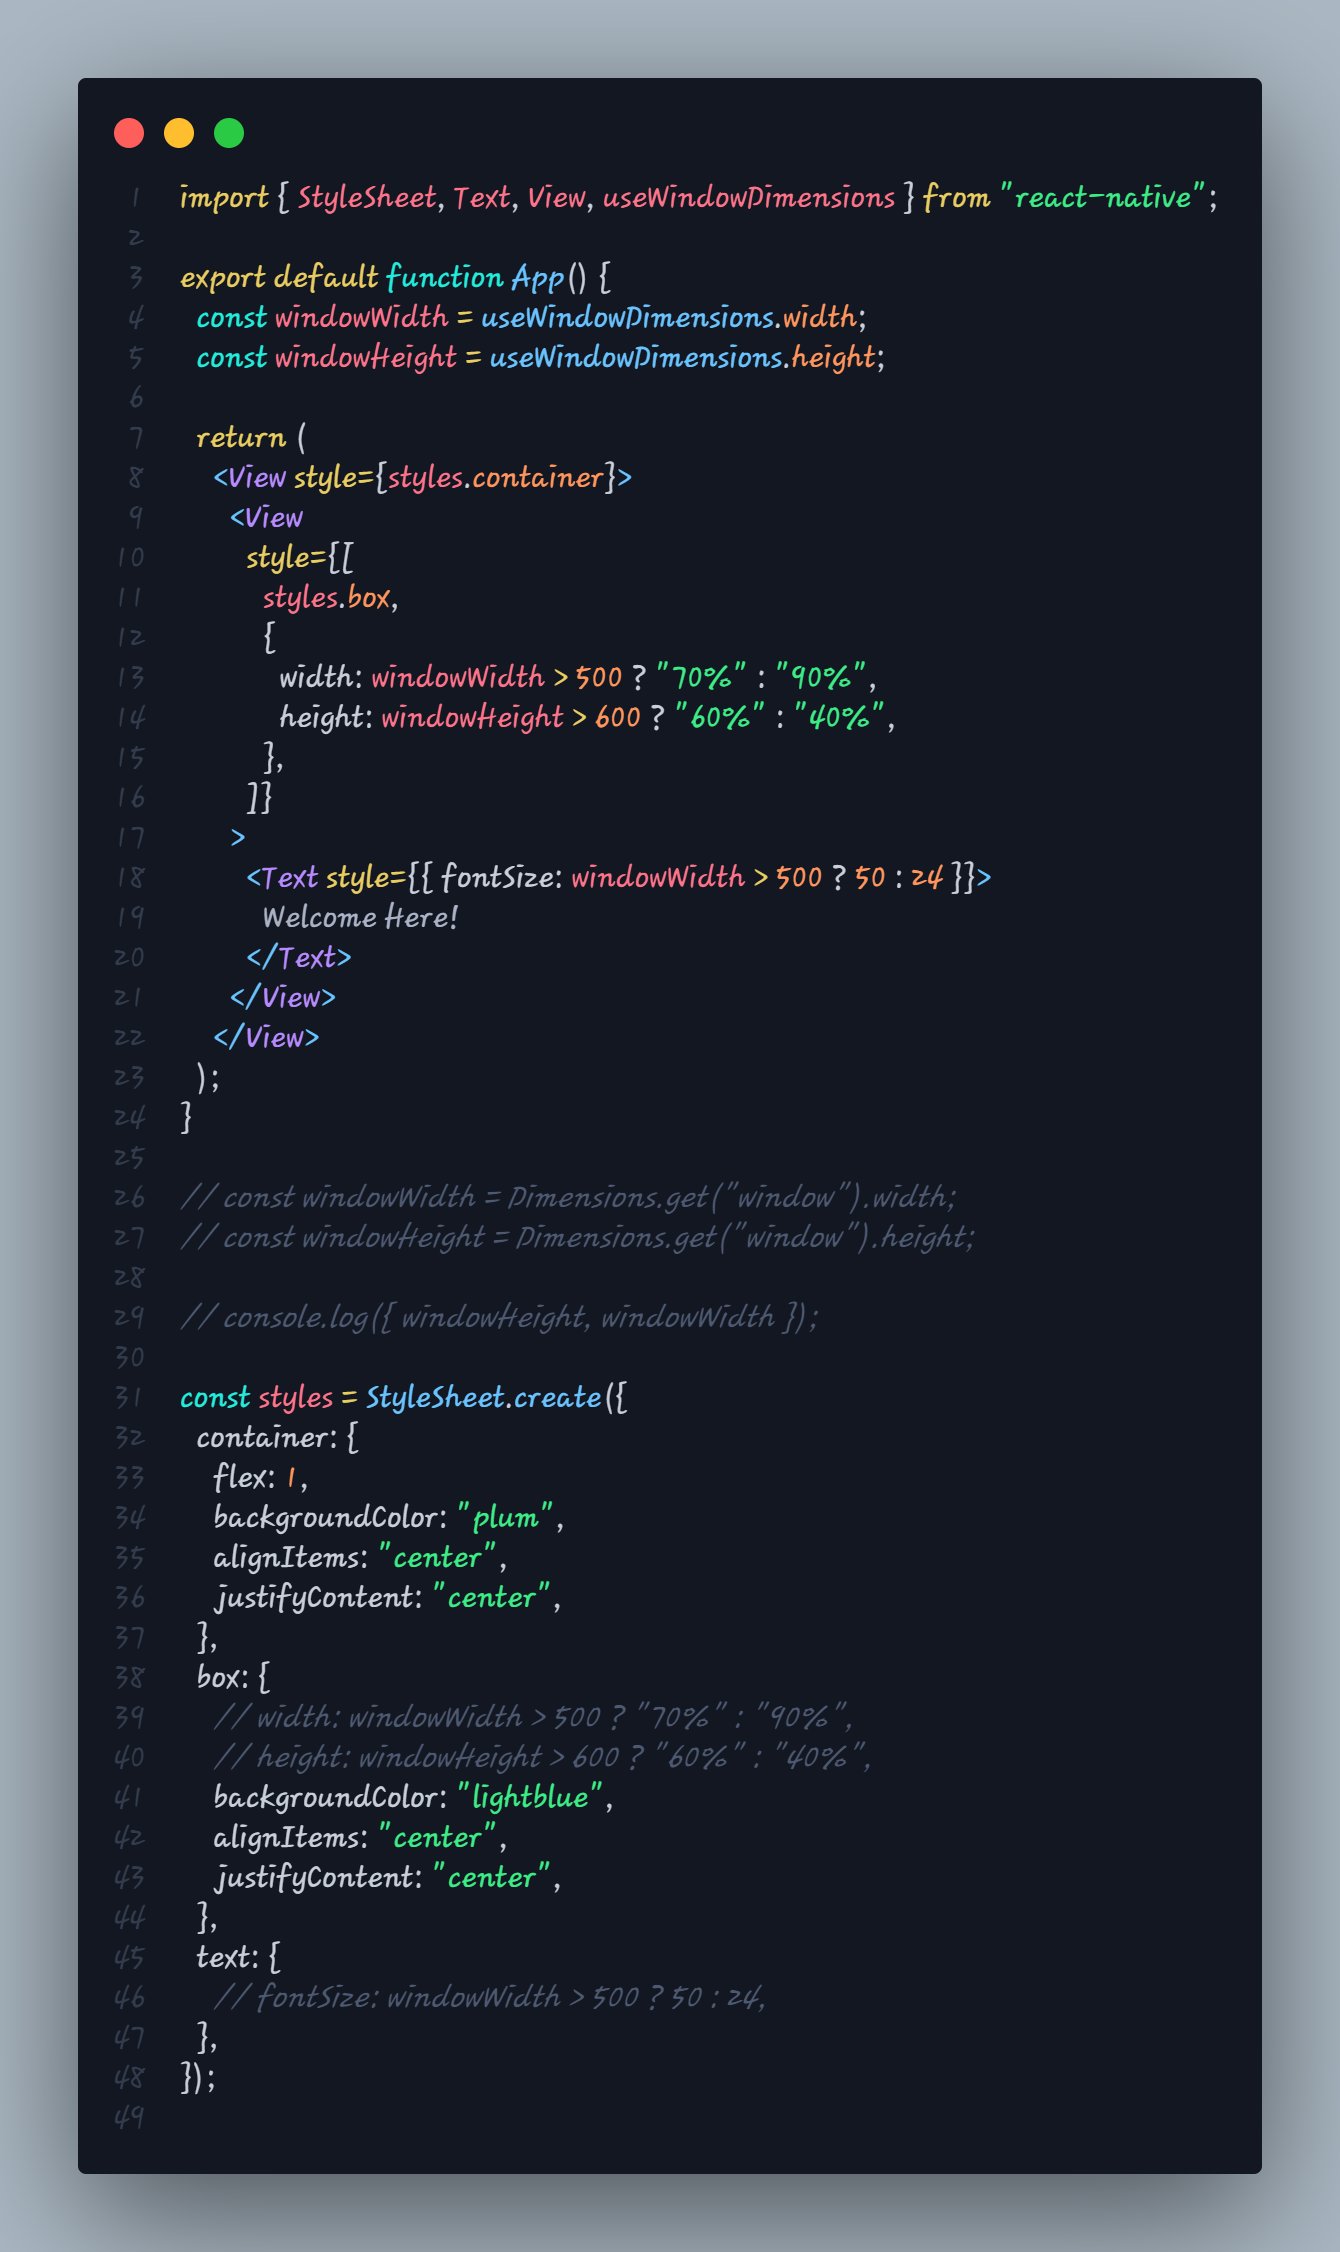 1 import { StyleSheet, Text, View, useWindowDimensions } from "react-native";
2
3 export default function App() {
4   const windowWidth = useWindowDimensions.width;
5   const windowHeight = useWindowDimensions.height;
6
7   return (
8     <View style={styles.container}>
9       <View
10         style={[
11           styles.box,
12           {
13             width: windowWidth > 500 ? "70%" : "90%",
14             height: windowHeight > 600 ? "60%" : "40%",
15           },
16         ]}
17       >
18         <Text style={{ fontSize: windowWidth > 500 ? 50 : 24 }}>
19           Welcome Here!
20         </Text>
21       </View>
22     </View>
23   );
24 }
25
26 // const windowWidth = Dimensions.get("window").width;
27 // const windowHeight = Dimensions.get("window").height;
28
29 // console.log({ windowHeight, windowWidth });
30
31 const styles = StyleSheet.create({
32   container: {
33     flex: 1,
34     backgroundColor: "plum",
35     alignItems: "center",
36     justifyContent: "center",
37   },
38   box: {
39     // width: windowWidth > 500 ? "70%" : "90%",
40     // height: windowHeight > 600 ? "60%" : "40%",
41     backgroundColor: "lightblue",
42     alignItems: "center",
43     justifyContent: "center",
44   },
45   text: {
46     // fontSize: windowWidth > 500 ? 50 : 24,
47   },
48 });
49